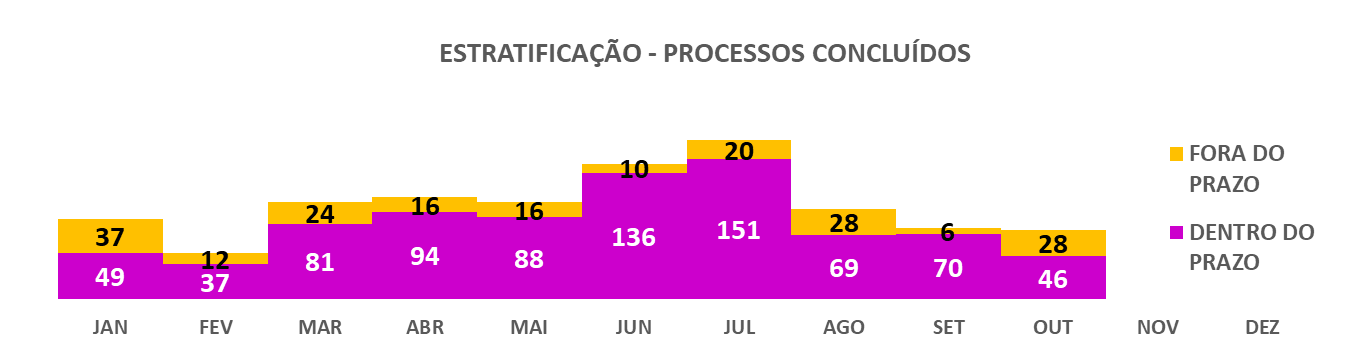 ESTRATIFICAÇÃO - PROCESSOS CONCLUÍDOS
37 12 24 16 16 10 20 28 6 28
49 37 81 94 88 136 151 69 70 46
JAN FEV MAR ABR MAI JUN JUL AGO SET OUT NOV DEZ
FORA DO
PRAZO
DENTRO DO
PRAZO